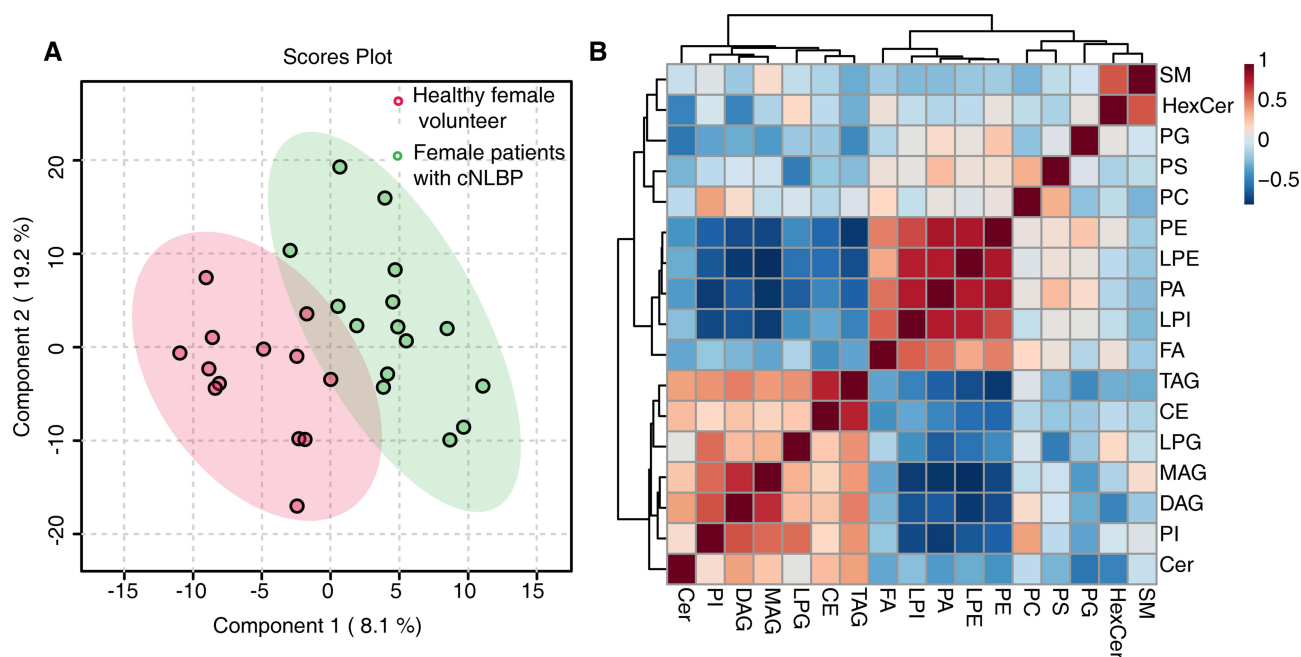 A
Scores Plot
Healthy female
volunteer
Female patients
with cNLBP
Component 2 ( 19.2 %)
20
10
0
-10
-20
-15
-10
-5
0
5
10
15
Component 1 ( 8.1 %)
B
SM
HexCer
PG
PS
PC
PE
LPE
PA
LPI
FA
TAG
CE
LPG
MAG
DAG
PI
Cer
Cer
PI
DAG
MAG
LPG
CE
TAG
FA
LPI
PA
LPE
PE
PC
PS
PG
HexCer
SM
1
0.5
0
−0.5